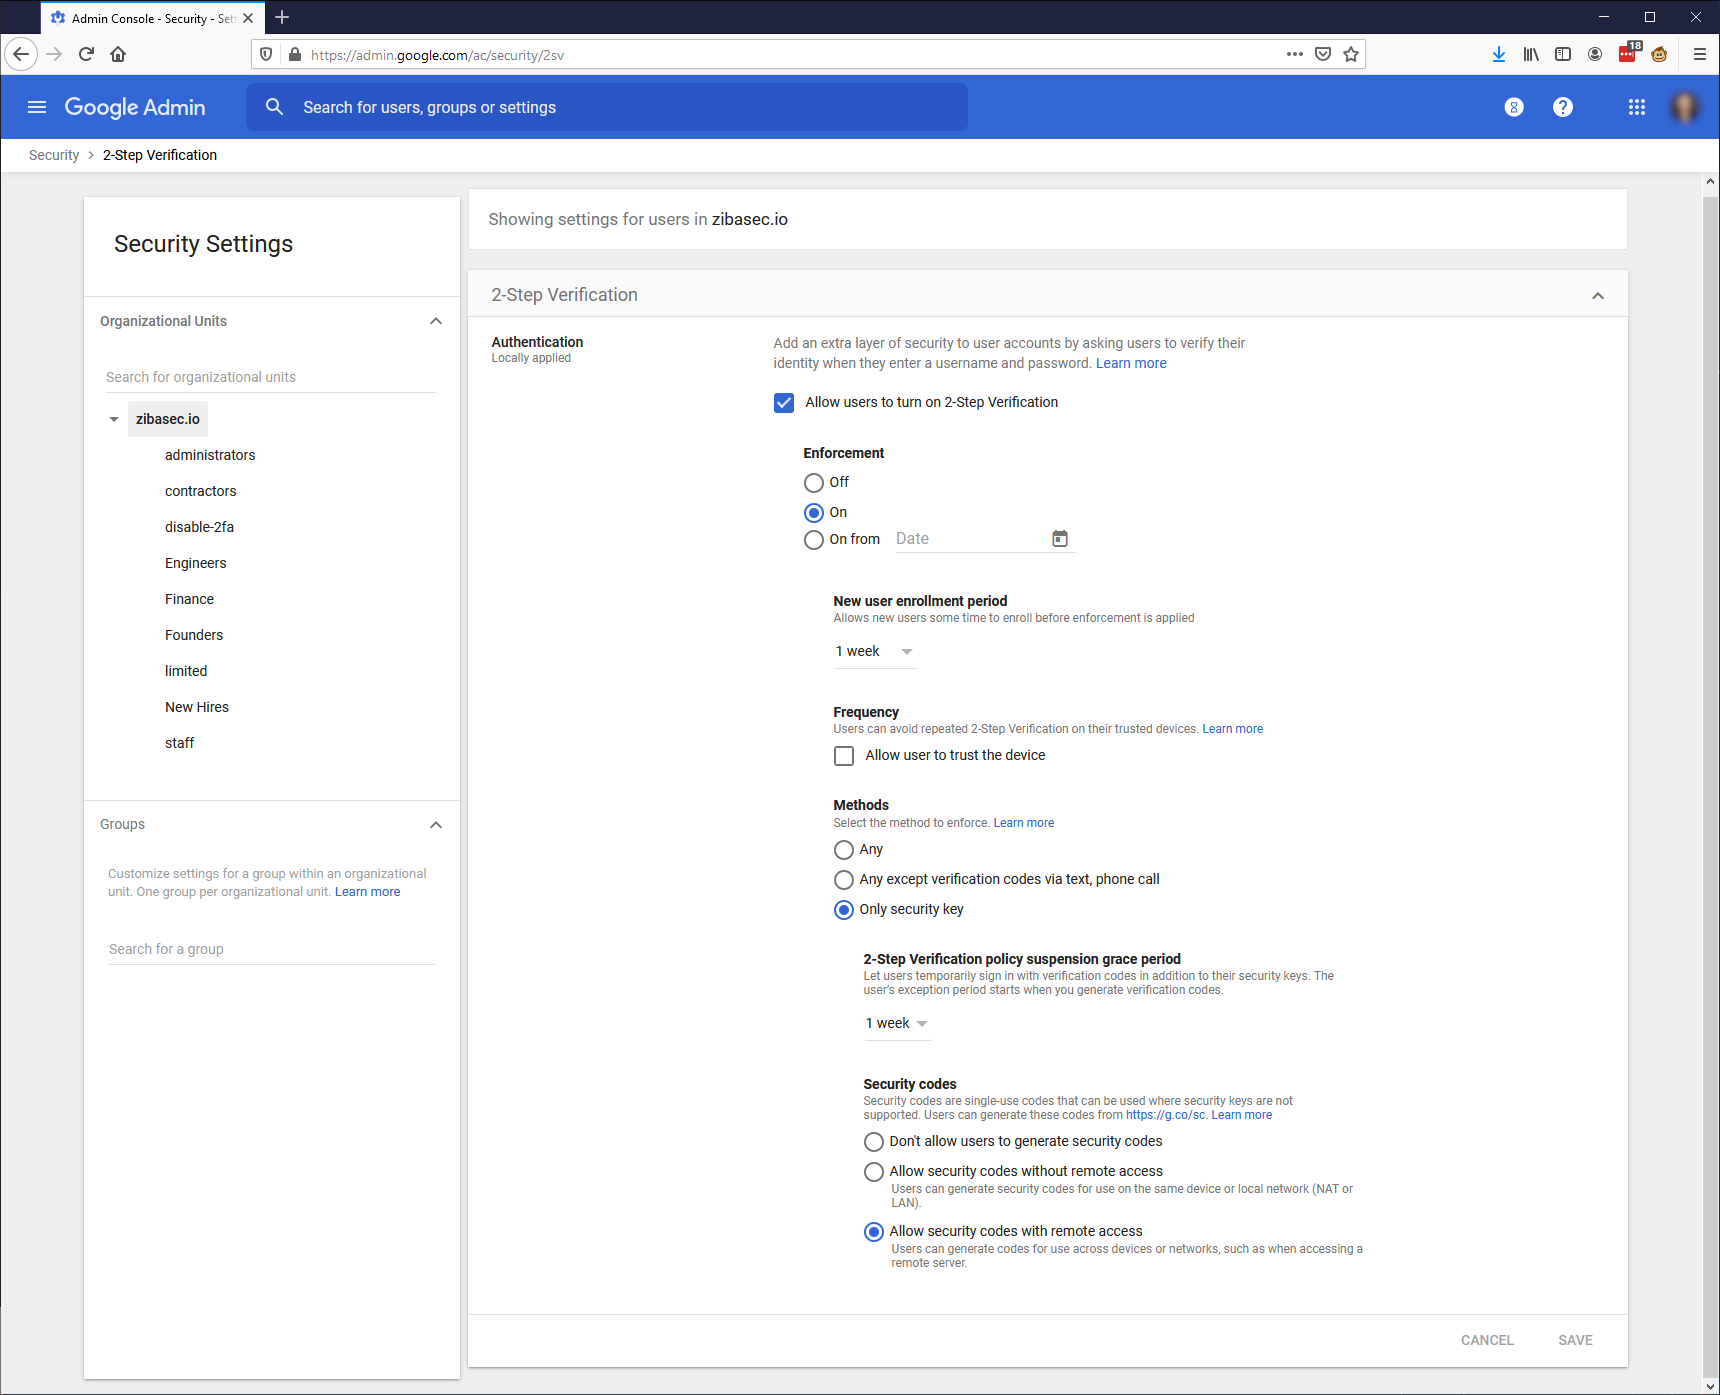 Admin Console - Security - Set
https://admin.google.com/ac/security/2sv
18
Google Admin
Search for users, groups or settings
8
?
Security > 2-Step Verification
Security Settings
Organizational Units
Search for organizational units
zibasec.io
administrators
contractors
disable-2fa
Engineers
Finance
Founders
limited
New Hires
staff
Groups
Customize settings for a group within an organizational
unit. One group per organizational unit. Learn more
Search for a group
Showing settings for users in zibasec.io
2-Step Verification
Authentication
Locally applied
Add an extra layer of security to user accounts by asking users to verify their
identity when they enter a username and password. Learn more
Allow users to turn on 2-Step Verification
Enforcement
Off
On
On from Date
New user enrollment period
Allows new users some time to enroll before enforcement is applied
1 week
Frequency
Users can avoid repeated 2-Step Verification on their trusted devices. Learn more
Allow user to trust the device
Methods
Select the method to enforce. Learn more
Any
Any except verification codes via text, phone call
Only security key
2-Step Verification policy suspension grace period
Let users temporarily sign in with verification codes in addition to their security keys. The
user's exception period starts when you generate verification codes.
1 week
Security codes
Security codes are single-use codes that can be used where security keys are not
supported. Users can generate these codes from https://g.co/sc. Learn more
Don't allow users to generate security codes
Allow security codes without remote access
Users can generate security codes for use on the same device or local network (NAT or
LAN).
Allow security codes with remote access
Users can generate codes for use across devices or networks, such as when accessing a
remote server.
CANCEL SAVE